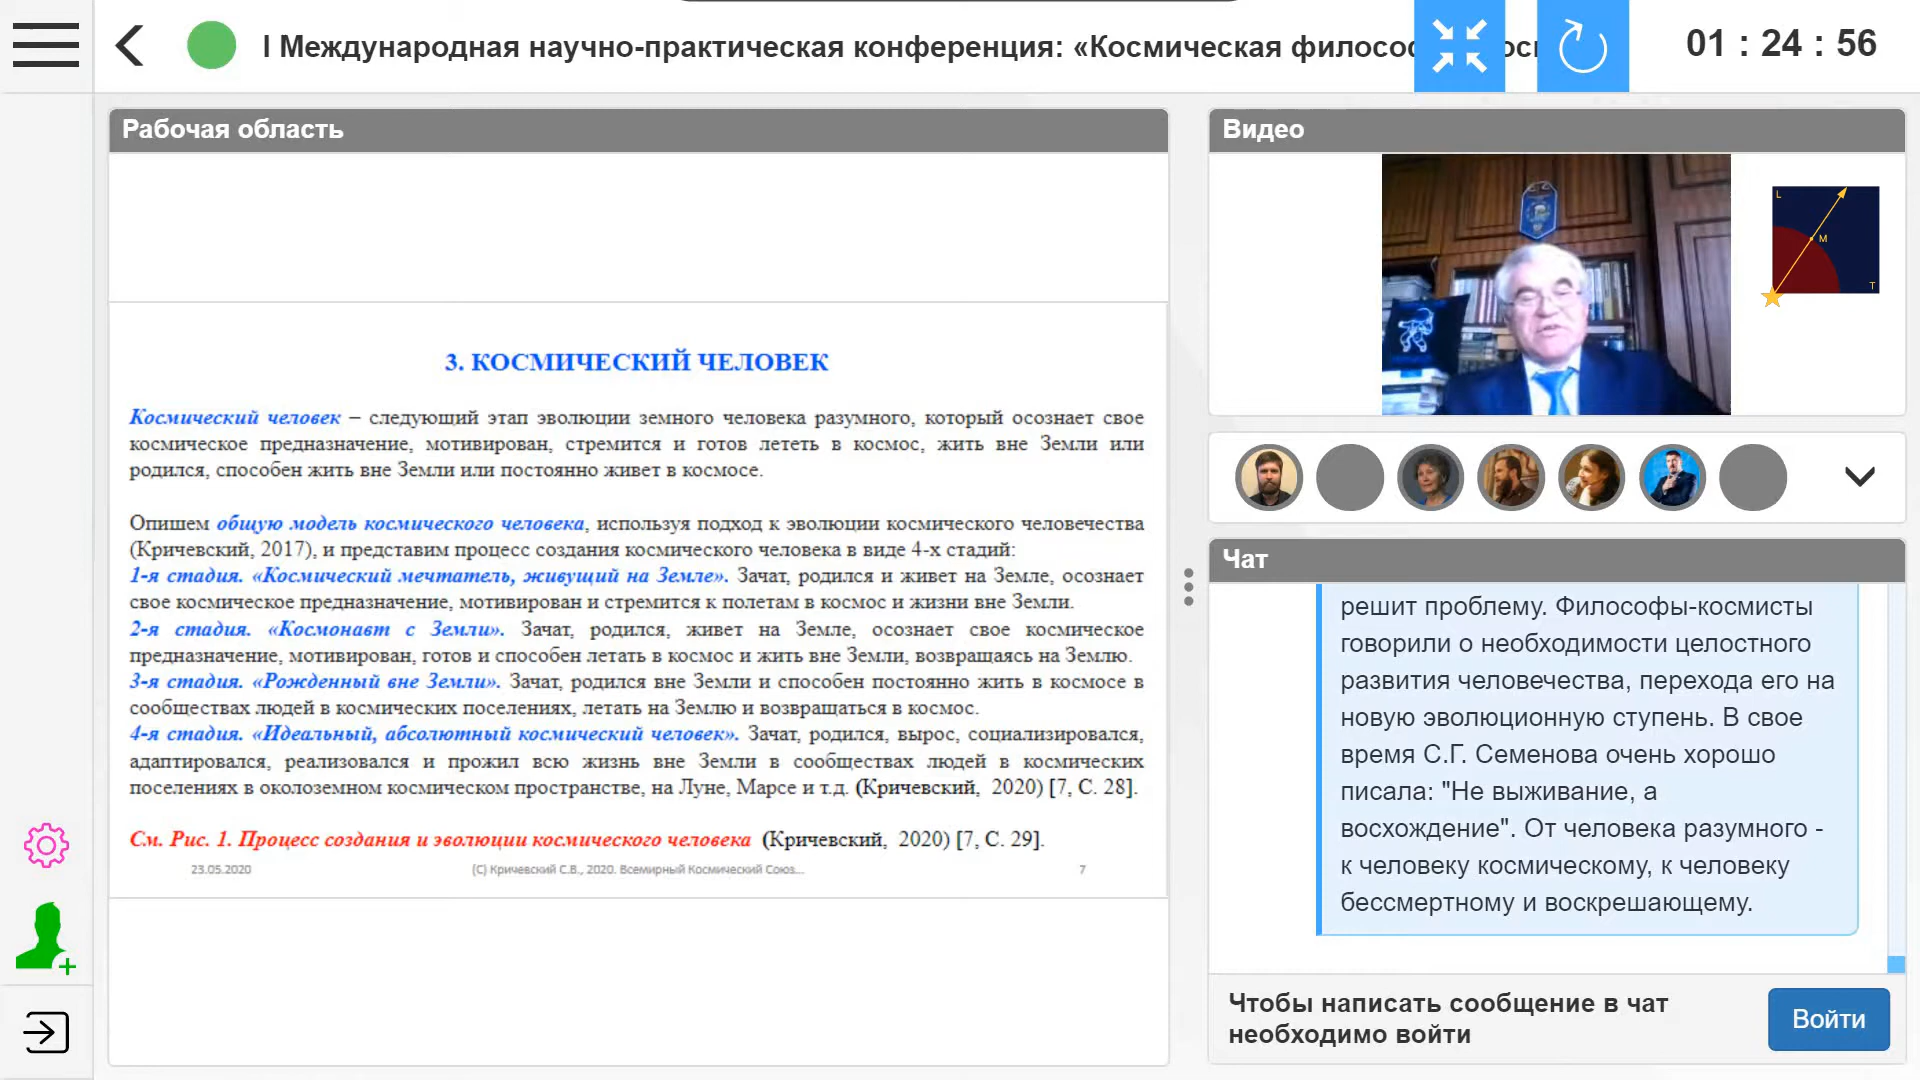 I Международная научно-практическая конференция: «Космическая филосо
01 : 24 : 56
Рабочая область
3. КОСМИЧЕСКИЙ ЧЕЛОВЕК
Космический человек – следующий этап эволюции земного человека разумного, который осознает свое
космическое предназначение, мотивирован, стремится и готов лететь в космос, жить вне Земли или
родился, способен жить вне Земли или постоянно живет в космосе.
Опишем общую модель космического человека, используя подход к эволюции космического человечества
(Кричевский, 2017), и представим процесс создания космического человека в виде 4-х стадий:
1-я стадия. «Космический мечтатель, живущий на Земле». Зачат, родился и живет на Земле, осознает
свое космическое предназначение, мотивирован и стремится к полетам в космос и жизни вне Земли.
2-я стадия. «Космонавт с Земли». Зачат, родился, живет на Земле, осознает свое космическое
предназначение, мотивирован, готов и способен летать в космос и жить вне Земли, возвращаясь на Землю.
3-я стадия. «Рожденный вне Земли». Зачат, родился вне Земли и способен постоянно жить в космосе в
сообществах людей в космических поселениях, летать на Землю и возвращаться в космос.
4-я стадия. «Идеальный, абсолютный космический человек». Зачат, родился, вырос, социализировался,
адаптировался, реализовался и прожил всю жизнь вне Земли в сообществах людей в космических
поселениях в околоземном космическом пространстве, на Луне, Марсе и т.д. (Кричевский, 2020) [7, С. 28].
См. Рис. 1. Процесс создания и эволюции космического человека (Кричевский, 2020) [7, С. 29].
23.05.2020 (С) Кричевский С.В., 2020. Всемирный Космический Союз... 7
Видео
L
M
T
Чат
решит проблему. Философы-космисты
говорили о необходимости целостного
развития человечества, перехода его на
новую эволюционную ступень. В свое
время С.Г. Семенова очень хорошо
писала: "Не выживание, а
восхождение". От человека разумного -
к человеку космическому, к человеку
бессмертному и воскрешающему.
Чтобы написать сообщение в чат
необходимо войти
Войти